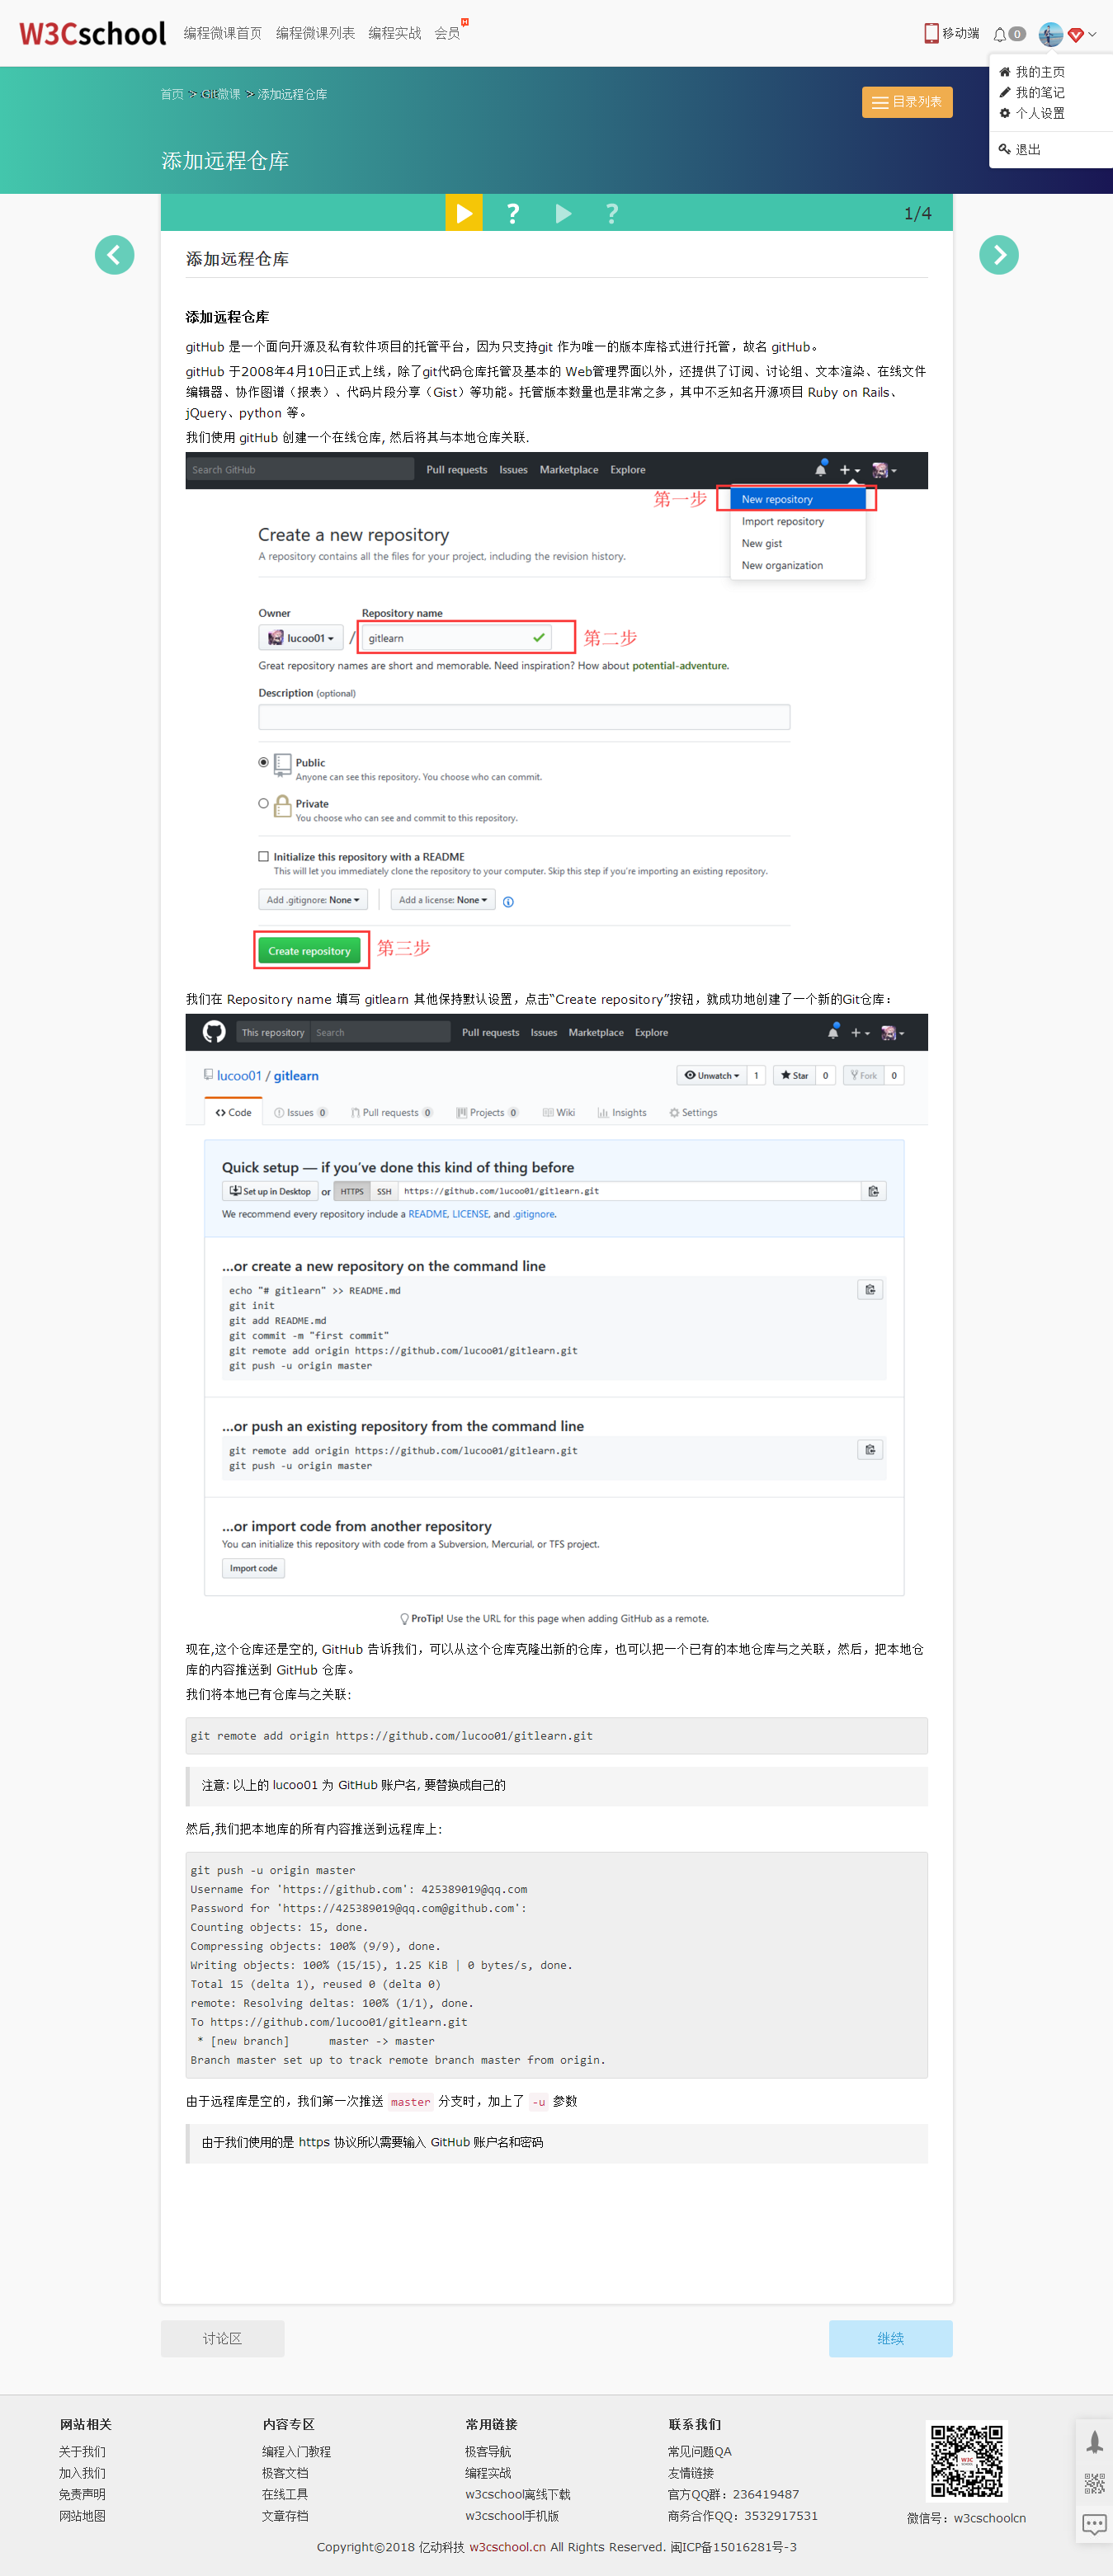 W3Cschool 编程微课首页 编程微课列表 编程实战 会员 H 移动端 0
我的主页
我的笔记
个人设置
退出
首页 > Git微课 > 添加远程仓库
目录列表
添加远程仓库
? ? 1/4
添加远程仓库
添加远程仓库
gitHub 是一个面向开源及私有软件项目的托管平台，因为只支持git 作为唯一的版本库格式进行托管，故名 gitHub。
gitHub 于2008年4月10日正式上线，除了git代码仓库托管及基本的 Web管理界面以外，还提供了订阅、讨论组、文本渲染、在线文件
编辑器、协作图谱（报表）、代码片段分享（Gist）等功能。托管版本数量也是非常之多，其中不乏知名开源项目 Ruby on Rails、
jQuery、python 等。
我们使用 gitHub 创建一个在线仓库, 然后将其与本地仓库关联.
Search GitHub Pull requests Issues Marketplace Explore
第一步 New repository
Import repository
New gist
New organization
Create a new repository
A repository contains all the files for your project, including the revision history.
Owner Repository name
lucoo01 / gitlearn 第二步
Great repository names are short and memorable. Need inspiration? How about potential-adventure.
Description (optional)
Public
Anyone can see this repository. You choose who can commit.
Private
You choose who can see and commit to this repository.
Initialize this repository with a README
This will let you immediately clone the repository to your computer. Skip this step if you're importing an existing repository.
Add .gitignore: None Add a license: None
Create repository 第三步
我们在 Repository name 填写 gitlearn 其他保持默认设置，点击“Create repository”按钮，就成功地创建了一个新的Git仓库：
This repository Search Pull requests Issues Marketplace Explore
lucoo01 / gitlearn Unwatch 1 Star 0 Fork 0
Code Issues 0 Pull requests 0 Projects 0 Wiki Insights Settings
Quick setup — if you've done this kind of thing before
Set up in Desktop or HTTPS SSH https://github.com/lucoo01/gitlearn.git
We recommend every repository include a README, LICENSE, and .gitignore.
...or create a new repository on the command line
echo "# gitlearn" >> README.md
git init
git add README.md
git commit -m "first commit"
git remote add origin https://github.com/lucoo01/gitlearn.git
git push -u origin master
...or push an existing repository from the command line
git remote add origin https://github.com/lucoo01/gitlearn.git
git push -u origin master
...or import code from another repository
You can initialize this repository with code from a Subversion, Mercurial, or TFS project.
Import code
ProTip! Use the URL for this page when adding GitHub as a remote.
现在,这个仓库还是空的, GitHub 告诉我们，可以从这个仓库克隆出新的仓库，也可以把一个已有的本地仓库与之关联，然后，把本地仓
库的内容推送到 GitHub 仓库。
我们将本地已有仓库与之关联：
git remote add origin https://github.com/lucoo01/gitlearn.git
注意: 以上的 lucoo01 为 GitHub 账户名, 要替换成自己的
然后,我们把本地库的所有内容推送到远程库上：
git push -u origin master
Username for 'https://github.com': 425389019@qq.com
Password for 'https://425389019@qq.com@github.com':
Counting objects: 15, done.
Compressing objects: 100% (9/9), done.
Writing objects: 100% (15/15), 1.25 KiB | 0 bytes/s, done.
Total 15 (delta 1), reused 0 (delta 0)
remote: Resolving deltas: 100% (1/1), done.
To https://github.com/lucoo01/gitlearn.git
* [new branch] master -> master
Branch master set up to track remote branch master from origin.
由于远程库是空的，我们第一次推送 master 分支时，加上了 -u 参数
由于我们使用的是 https 协议所以需要输入 GitHub 账户名和密码
讨论区 继续
网站相关 内容专区 常用链接 联系我们
关于我们 编程入门教程 极客导航 常见问题QA
加入我们 极客文档 编程实战 友情链接
免责声明 在线工具 w3cschool离线下载 官方QQ群：236419487
网站地图 文章存档 w3cschool手机版 商务合作QQ：3532917531
微信号：w3cschoolcn
Copyright©2018 亿动科技 w3cschool.cn All Rights Reserved. 闽ICP备15016281号-3